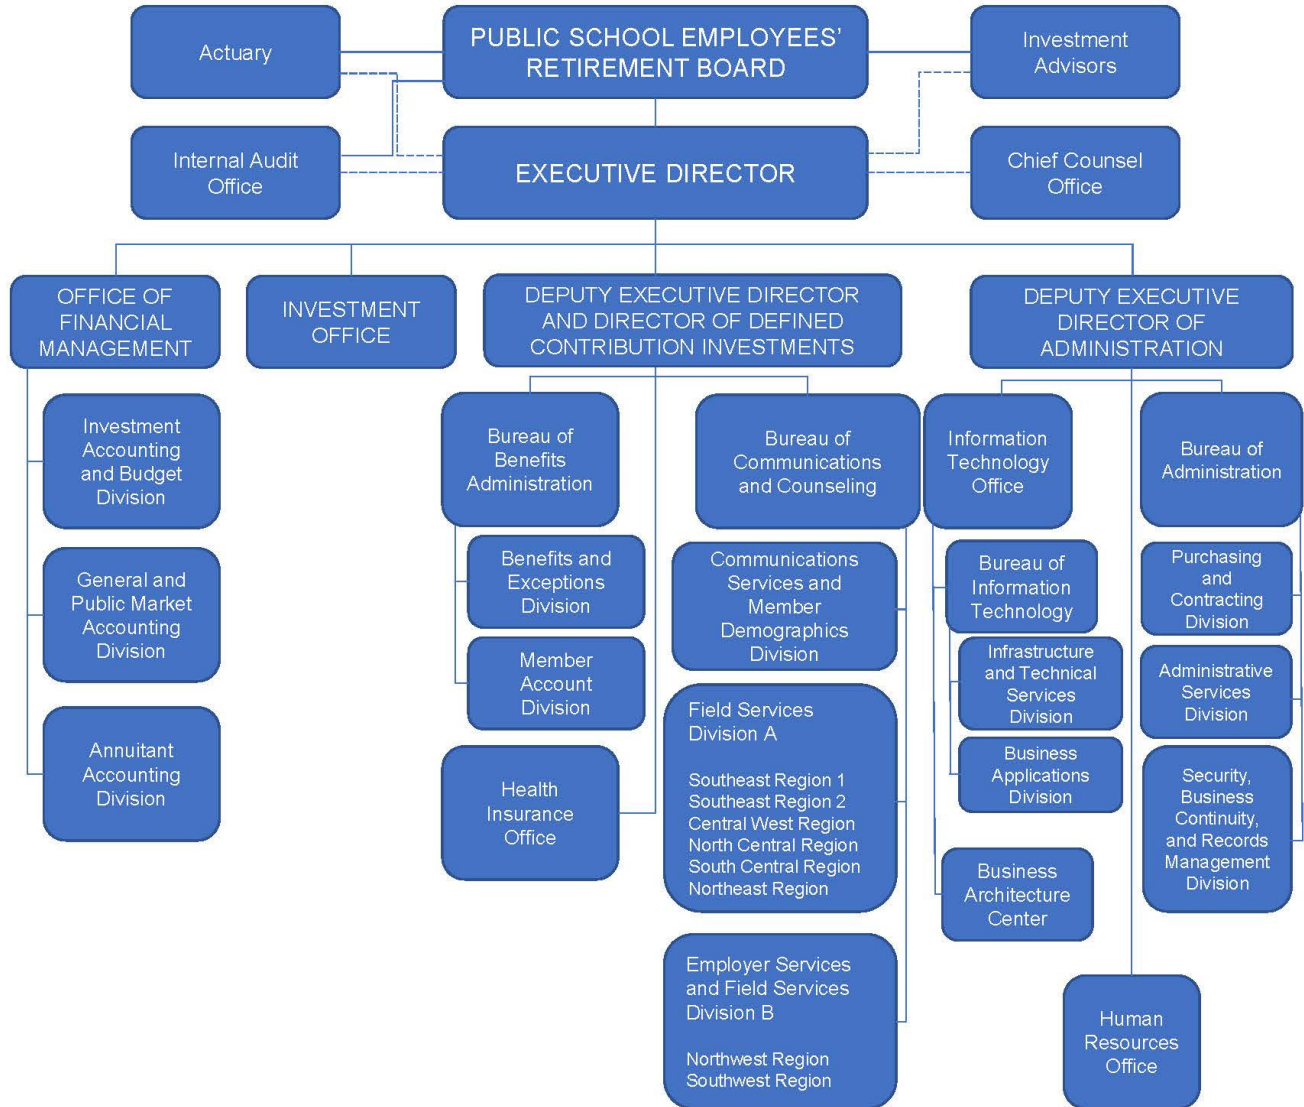 Actuary
PUBLIC SCHOOL EMPLOYEES'
RETIREMENT BOARD
Investment
Advisors
Internal Audit
Office
EXECUTIVE DIRECTOR
Chief Counsel
Office
OFFICE OF
FINANCIAL
MANAGEMENT
INVESTMENT
OFFICE
DEPUTY EXECUTIVE DIRECTOR
AND DIRECTOR OF DEFINED
CONTRIBUTION INVESTMENTS
DEPUTY EXECUTIVE
DIRECTOR OF
ADMINISTRATION
Investment
Accounting
and Budget
Division
General and
Public Market
Accounting
Division
Annuitant
Accounting
Division
Bureau of
Benefits
Administration
Benefits and
Exceptions
Division
Member
Account
Division
Health
Insurance
Office
Bureau of
Communications
and Counseling
Communications
Services and
Member
Demographics
Division
Field Services
Division A
Southeast Region 1
Southeast Region 2
Central West Region
North Central Region
South Central Region
Northeast Region
Employer Services
and Field Services
Division B
Northwest Region
Southwest Region
Information
Technology
Office
Bureau of
Information
Technology
Infrastructure
and Technical
Services
Division
Business
Applications
Division
Business
Architecture
Center
Bureau of
Administration
Purchasing
and
Contracting
Division
Administrative
Services
Division
Security,
Business
Continuity,
and Records
Management
Division
Human
Resources
Office